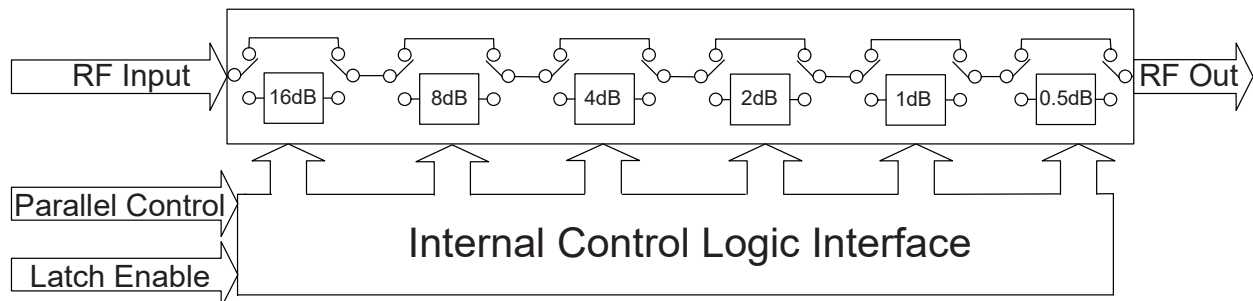 RF Input
16dB
8dB
4dB
2dB
1dB
0.5dB
RF Out
Parallel Control
Internal Control Logic Interface
Latch Enable